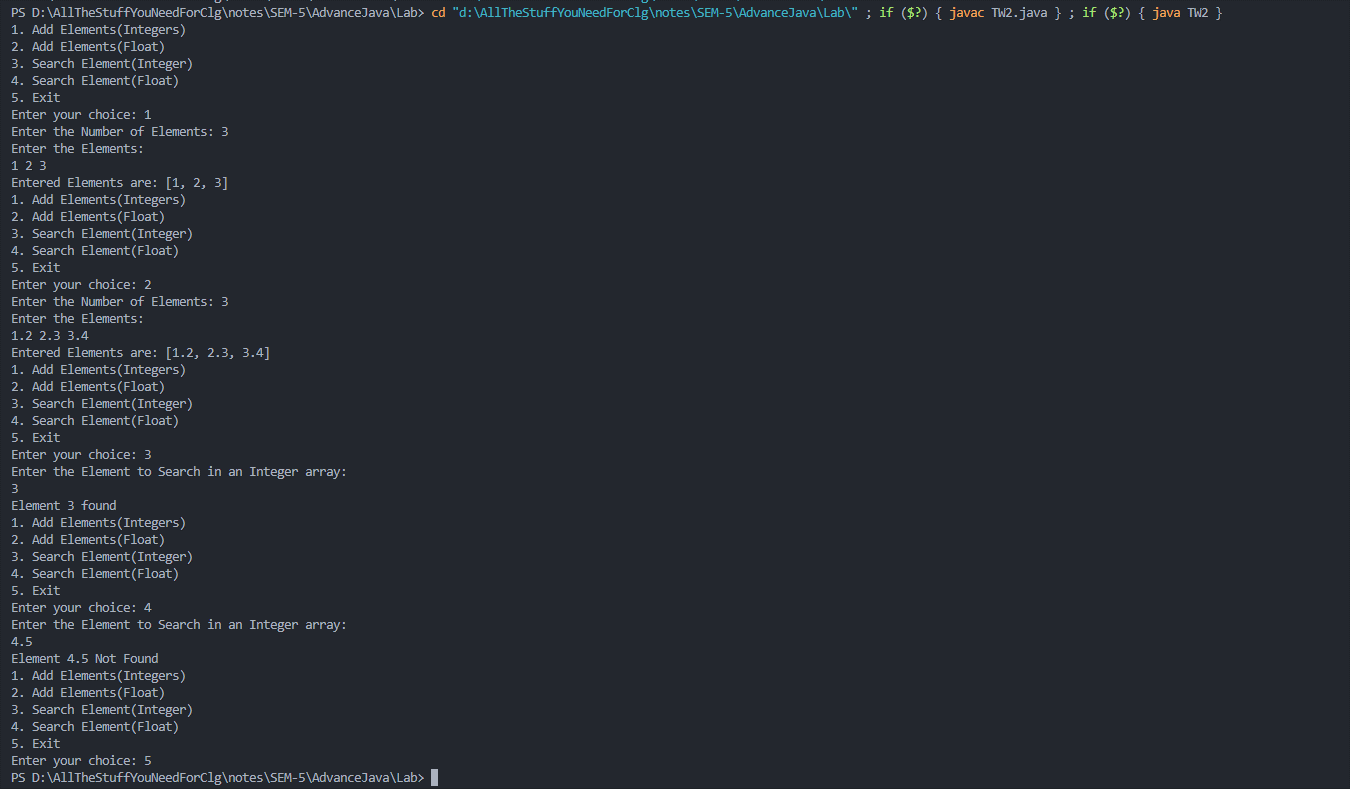 PS D:\AllTheStuffYouNeedForClg\notes\SEM-5\AdvanceJava\Lab> cd "d:\AllTheStuffYouNeedForClg\notes\SEM-5\AdvanceJava\Lab\" ; if ($?) { javac TW2.java } ; if ($?) { java TW2 }
1. Add Elements(Integers)
2. Add Elements(Float)
3. Search Element(Integer)
4. Search Element(Float)
5. Exit
Enter your choice: 1
Enter the Number of Elements: 3
Enter the Elements:
1 2 3
Entered Elements are: [1, 2, 3]
1. Add Elements(Integers)
2. Add Elements(Float)
3. Search Element(Integer)
4. Search Element(Float)
5. Exit
Enter your choice: 2
Enter the Number of Elements: 3
Enter the Elements:
1.2 2.3 3.4
Entered Elements are: [1.2, 2.3, 3.4]
1. Add Elements(Integers)
2. Add Elements(Float)
3. Search Element(Integer)
4. Search Element(Float)
5. Exit
Enter your choice: 3
Enter the Element to Search in an Integer array:
3
Element 3 found
1. Add Elements(Integers)
2. Add Elements(Float)
3. Search Element(Integer)
4. Search Element(Float)
5. Exit
Enter your choice: 4
Enter the Element to Search in an Integer array:
4.5
Element 4.5 Not Found
1. Add Elements(Integers)
2. Add Elements(Float)
3. Search Element(Integer)
4. Search Element(Float)
5. Exit
Enter your choice: 5
PS D:\AllTheStuffYouNeedForClg\notes\SEM-5\AdvanceJava\Lab>